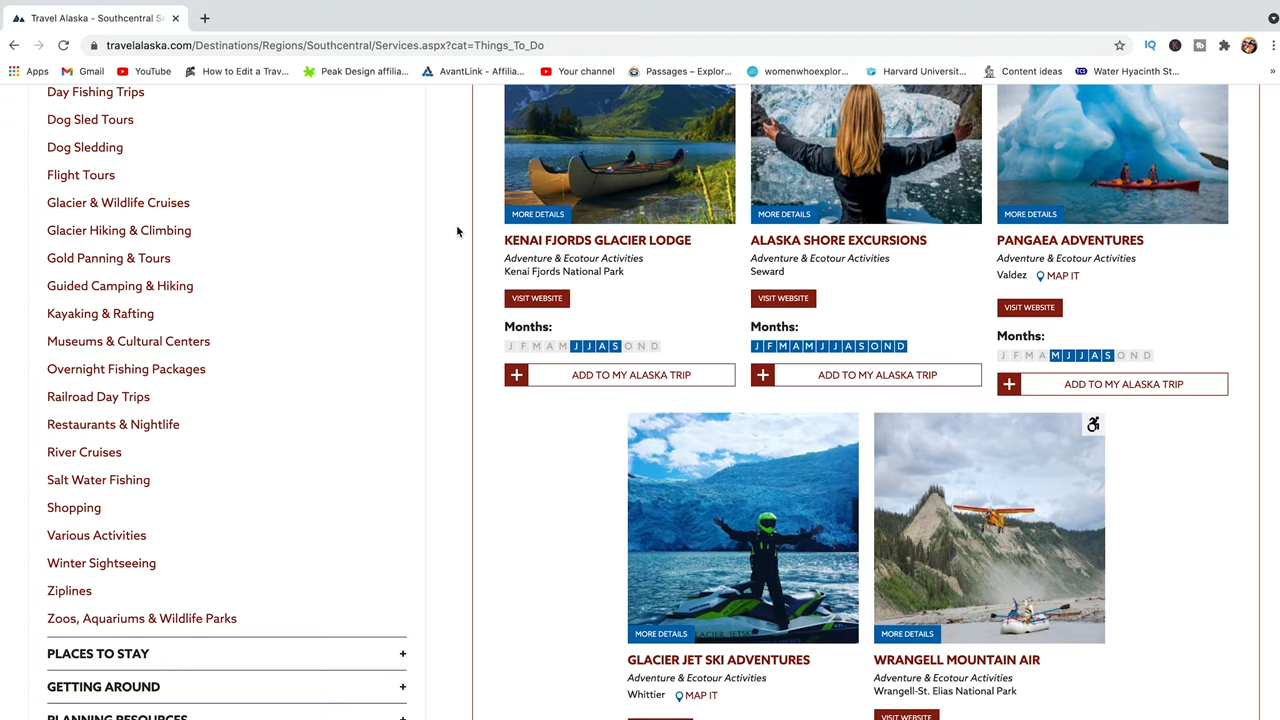 Travel Alaska - Southcentral Se
travelalaska.com/Destinations/Regions/Southcentral/Services.aspx?cat=Things_To_Do
IQ
K
Apps
Gmail
YouTube
How to Edit a Trav...
Peak Design affilia...
AvantLink - Affilia...
Your channel
Passages – Explor...
womenwhoexplor...
Harvard Universit...
Content ideas
TCS
Water Hyacinth St...
»
Day Fishing Trips
Dog Sled Tours
Dog Sledding
Flight Tours
Glacier & Wildlife Cruises
Glacier Hiking & Climbing
Gold Panning & Tours
Guided Camping & Hiking
Kayaking & Rafting
Museums & Cultural Centers
Overnight Fishing Packages
Railroad Day Trips
Restaurants & Nightlife
River Cruises
Salt Water Fishing
Shopping
Various Activities
Winter Sightseeing
Ziplines
Zoos, Aquariums & Wildlife Parks
PLACES TO STAY +
GETTING AROUND +
PLANNING RESOURCES
MORE DETAILS
KENAI FJORDS GLACIER LODGE
Adventure & Ecotour Activities
Kenai Fjords National Park
VISIT WEBSITE
Months:
J F M A M J J A S O N D
+ ADD TO MY ALASKA TRIP
MORE DETAILS
ALASKA SHORE EXCURSIONS
Adventure & Ecotour Activities
Seward
VISIT WEBSITE
Months:
J F M A M J J A S O N D
+ ADD TO MY ALASKA TRIP
MORE DETAILS
PANGAEA ADVENTURES
Adventure & Ecotour Activities
Valdez MAP IT
VISIT WEBSITE
Months:
J F M A M J J A S O N D
+ ADD TO MY ALASKA TRIP
MORE DETAILS
GLACIER JET SKI ADVENTURES
Adventure & Ecotour Activities
Whittier MAP IT
MORE DETAILS
WRANGELL MOUNTAIN AIR
Adventure & Ecotour Activities
Wrangell-St. Elias National Park
VISIT WEBSITE